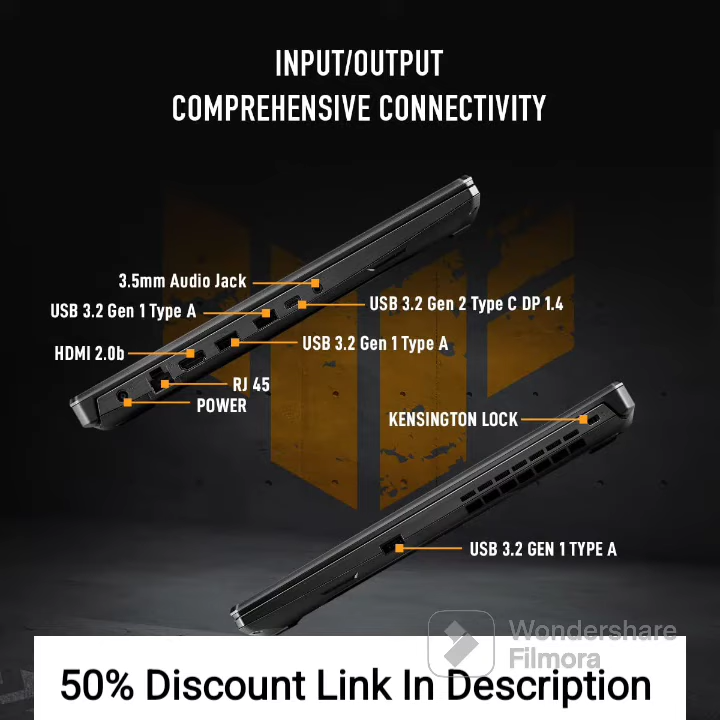 INPUT/OUTPUT
COMPREHENSIVE CONNECTIVITY
3.5mm Audio Jack
USB 3.2 Gen 1 Type A
USB 3.2 Gen 2 Type C DP 1.4
HDMI 2.0b
USB 3.2 Gen 1 Type A
RJ 45
POWER
KENSINGTON LOCK
USB 3.2 GEN 1 TYPE A
Wondershare
Filmora
50% Discount Link In Description